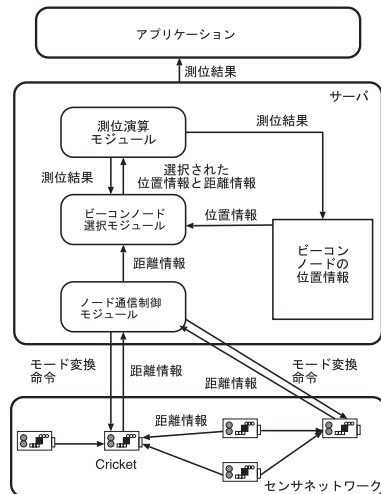 アプリケーション
測位結果
サーバ
測位演算
モジュール
測位結果
測位結果
選択された
位置情報と距離情報
ビーコンノード
選択モジュール
位置情報
ビーコン
ノードの
位置情報
距離情報
ノード通信制御
モジュール
モード変換
命令
距離情報
距離情報
モード変換
命令
距離情報
Cricket
センサネットワーク